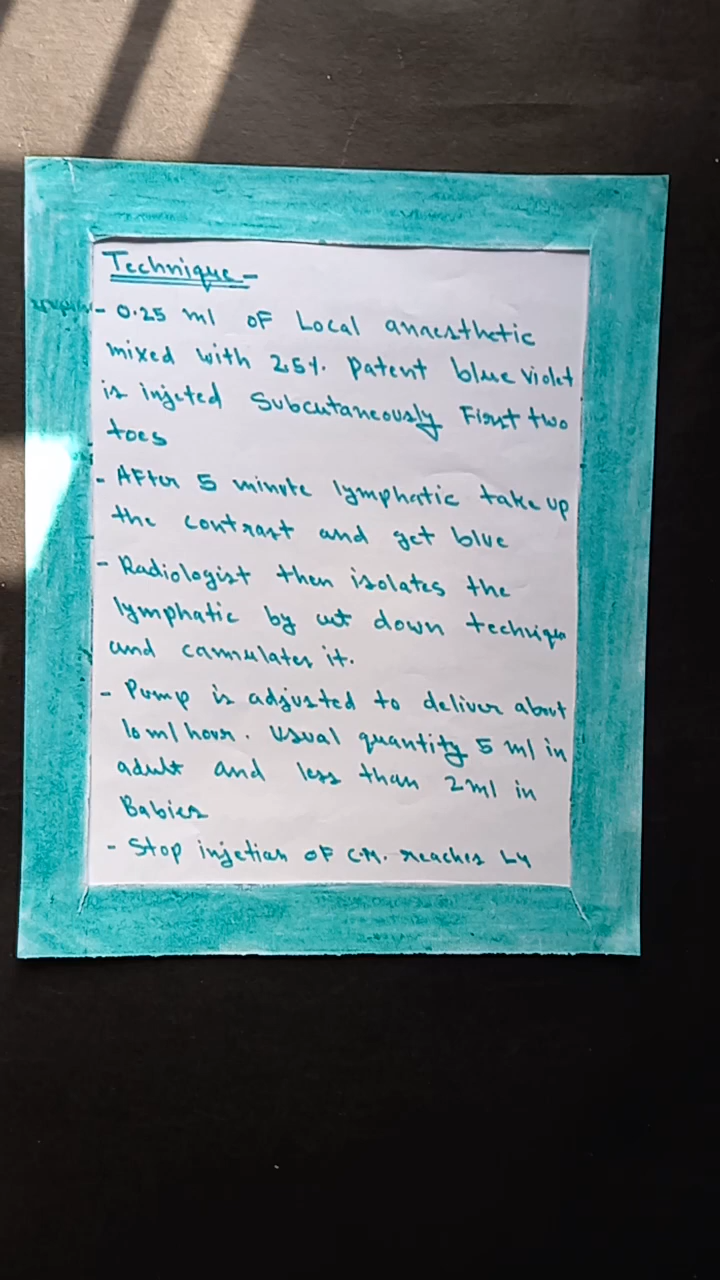 Technique -
- 0.25 ml of Local anaesthetic
mixed with 2.5%. Patent blue violet
is injeted Subcutaneously First two
toes
- After 5 minute lymphatic take up
the contrast and get blue
- Radiologist then isolates the
lymphatic by cut down technique
and cannulates it.
- Pump is adjusted to deliver about
10 ml/hour. Usual quantity 5 ml in
adult and less than 2 ml in
Babies
- Stop injetion of C.M. reaches L4